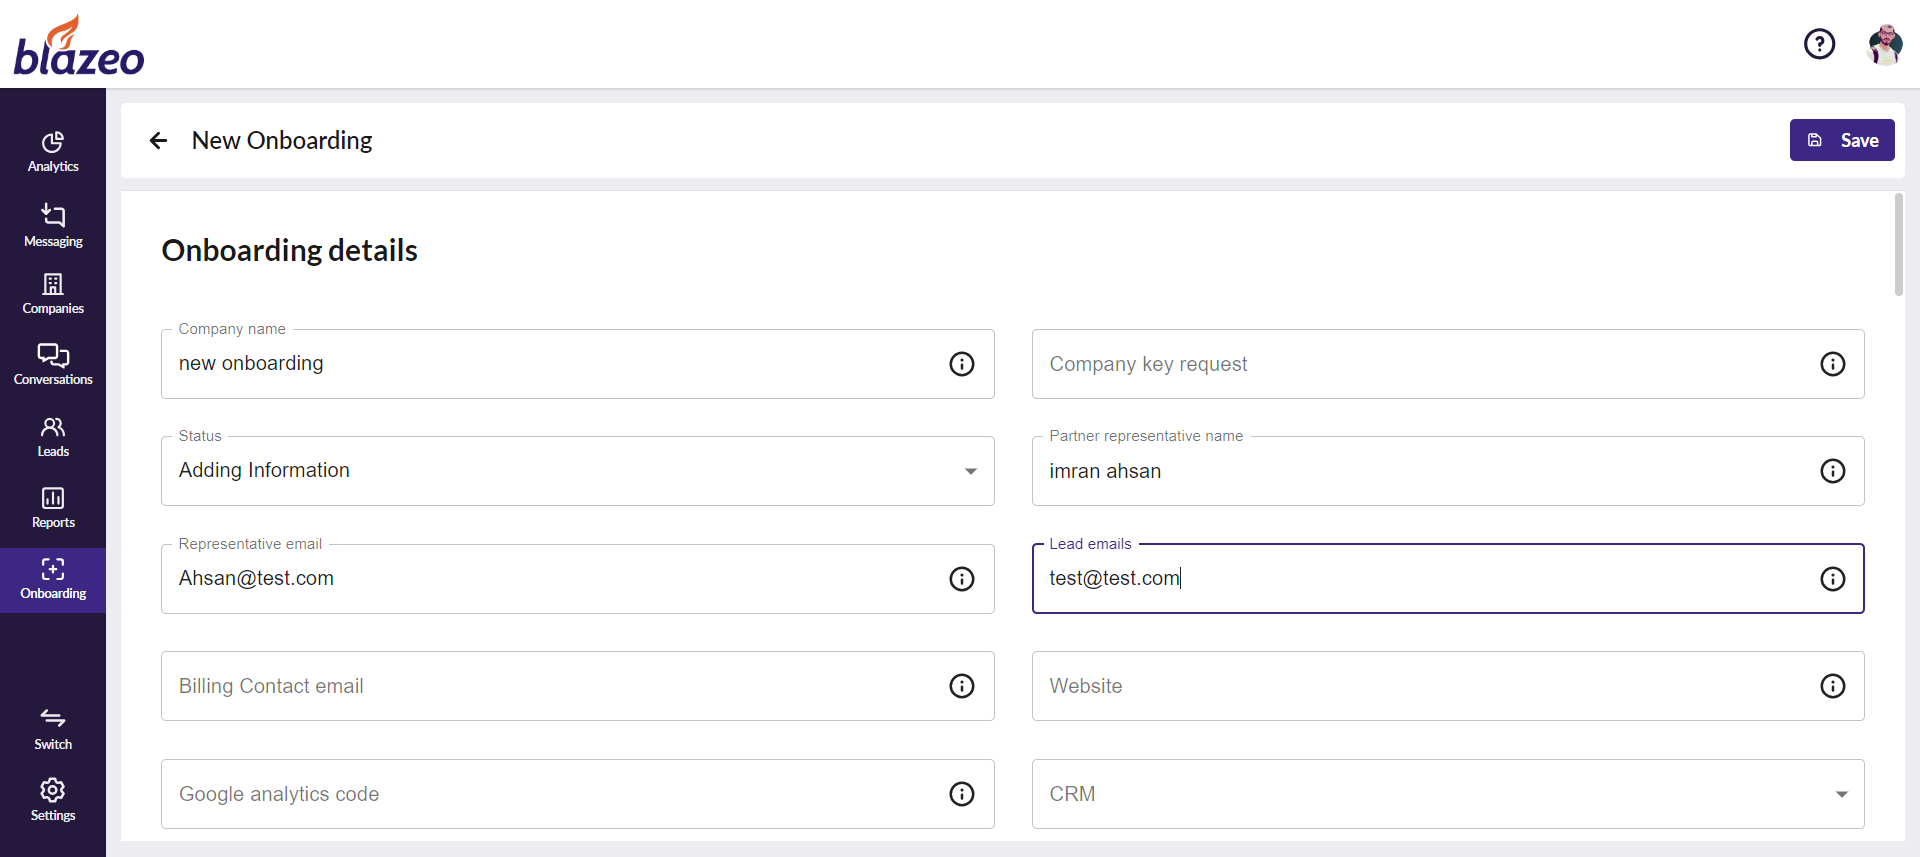 blazeo
New Onboarding
Save
Analytics
Messaging
Companies
Conversations
Leads
Reports
Onboarding
Switch
Settings
Onboarding details
Company name
new onboarding
Company key request
Status
Adding Information
Partner representative name
imran ahsan
Representative email
Ahsan@test.com
Lead emails
test@test.com
Billing Contact email
Website
Google analytics code
CRM